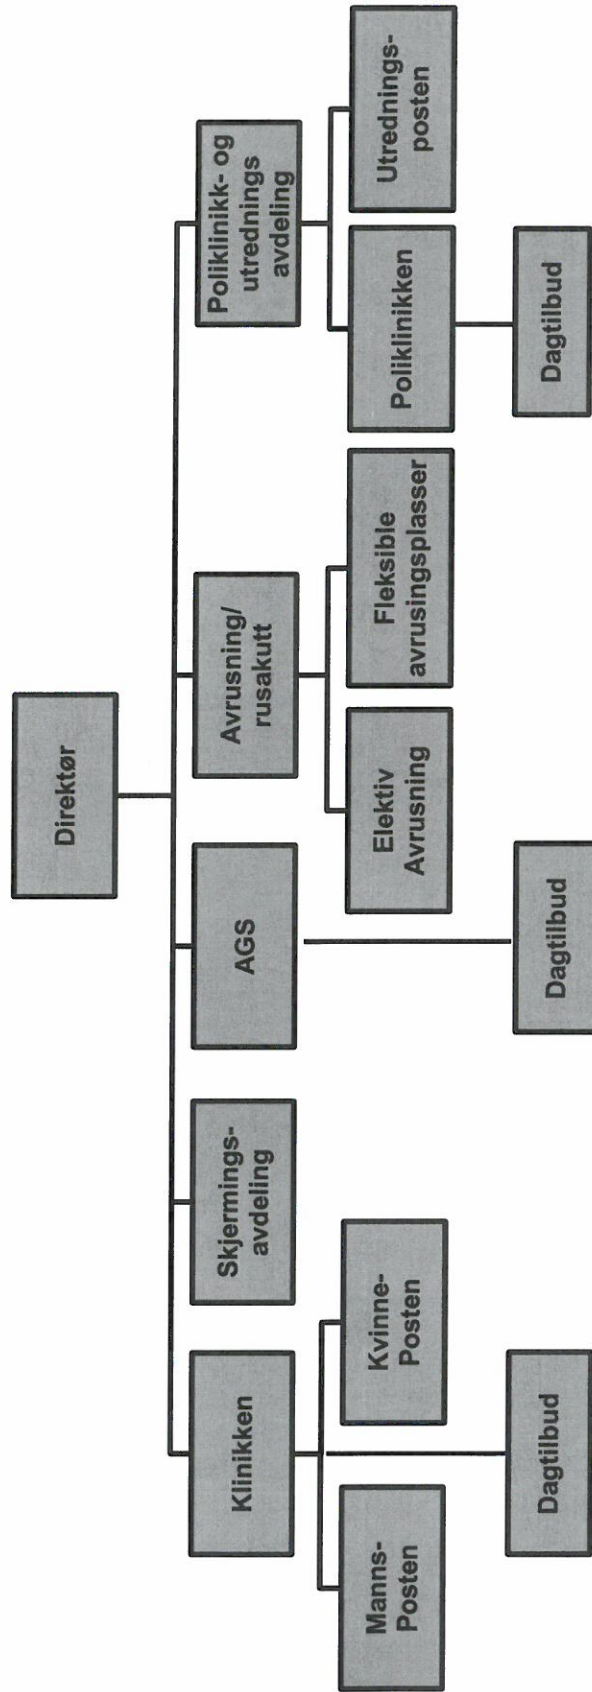 Direktør
Klinikken
Skjermings-
avdeling
AGS
Avrusning/
rusakutt
Poliklinikk- og
utrednings
avdeling
Manns-
Posten
Kvinne-
Posten
Elektiv
Avrusning
Fleksible
avrusingsplasser
Poliklinikken
Utrednings-
posten
Dagtilbud
Dagtilbud
Dagtilbud